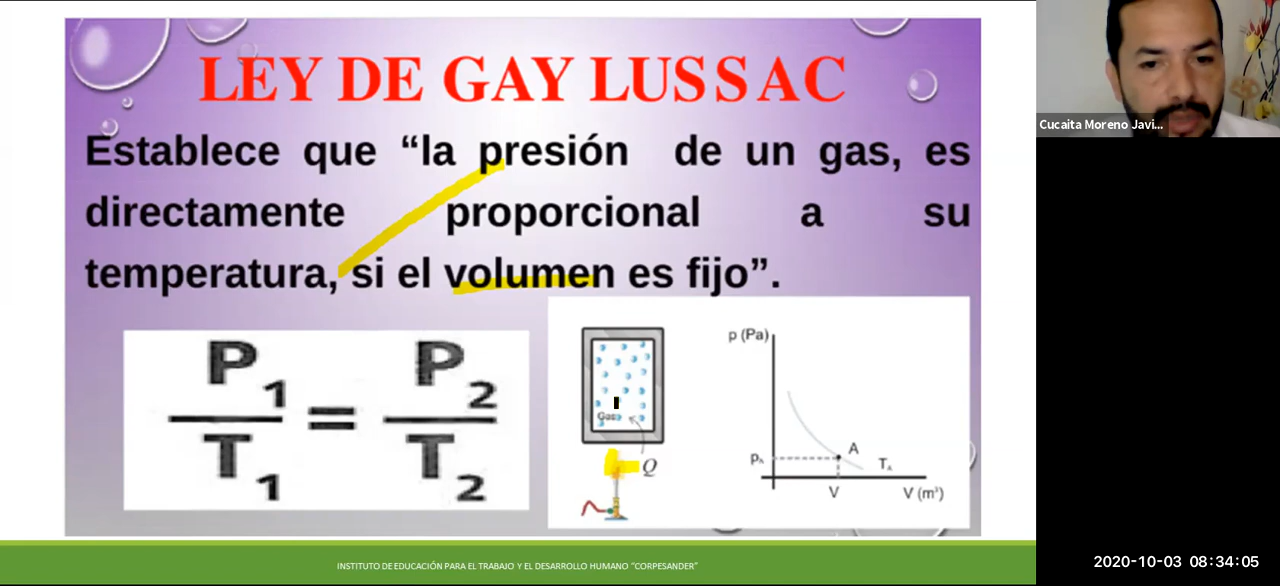 LEY DE GAY LUSSAC
Establece que “la presión de un gas, es
directamente proporcional a su
temperatura, si el volumen es fijo”.
P1 = P2
T1 T2
Gas
Q
p (Pa)
A
pA
TA
V
V (m³)
INSTITUTO DE EDUCACIÓN PARA EL TRABAJO Y EL DESARROLLO HUMANO “CORPESANDER”
Cucaita Moreno Javi...
2020-10-03 08:34:05